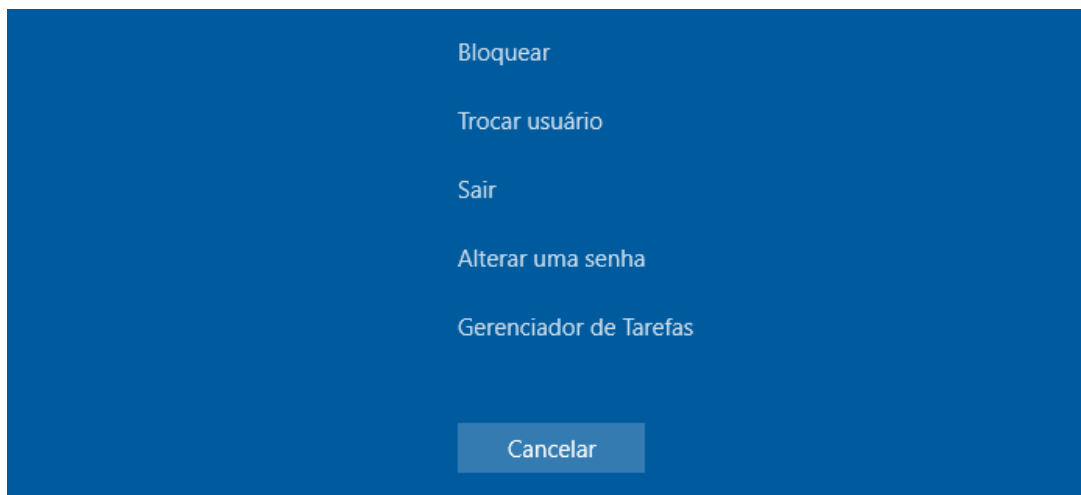 Bloquear
Trocar usuário
Sair
Alterar uma senha
Gerenciador de Tarefas
Cancelar